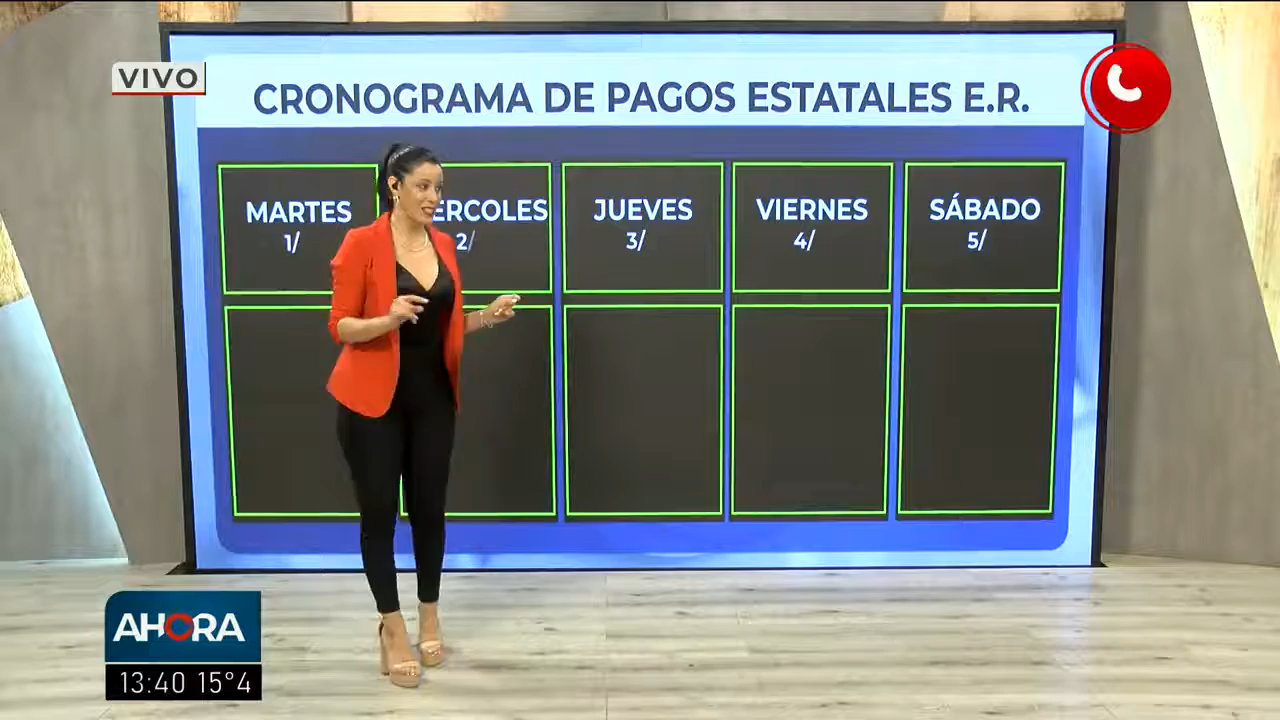 VIVO
CRONOGRAMA DE PAGOS ESTATALES E.R.
MARTES
1/
ERCOLES
2/
JUEVES
3/
VIERNES
4/
SÁBADO
5/
AHORA
13:40 15°4